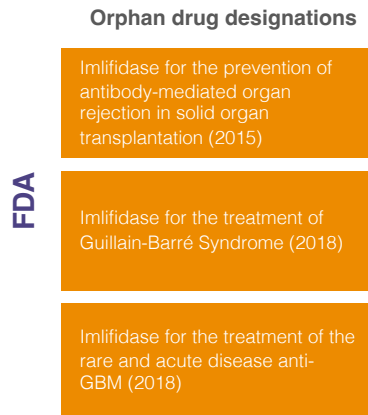 Orphan drug designations
FDA
Imlifidase for the prevention of
antibody-mediated organ
rejection in solid organ
transplantation (2015)
Imlifidase for the treatment of
Guillain-Barré Syndrome (2018)
Imlifidase for the treatment of the
rare and acute disease anti-
GBM (2018)